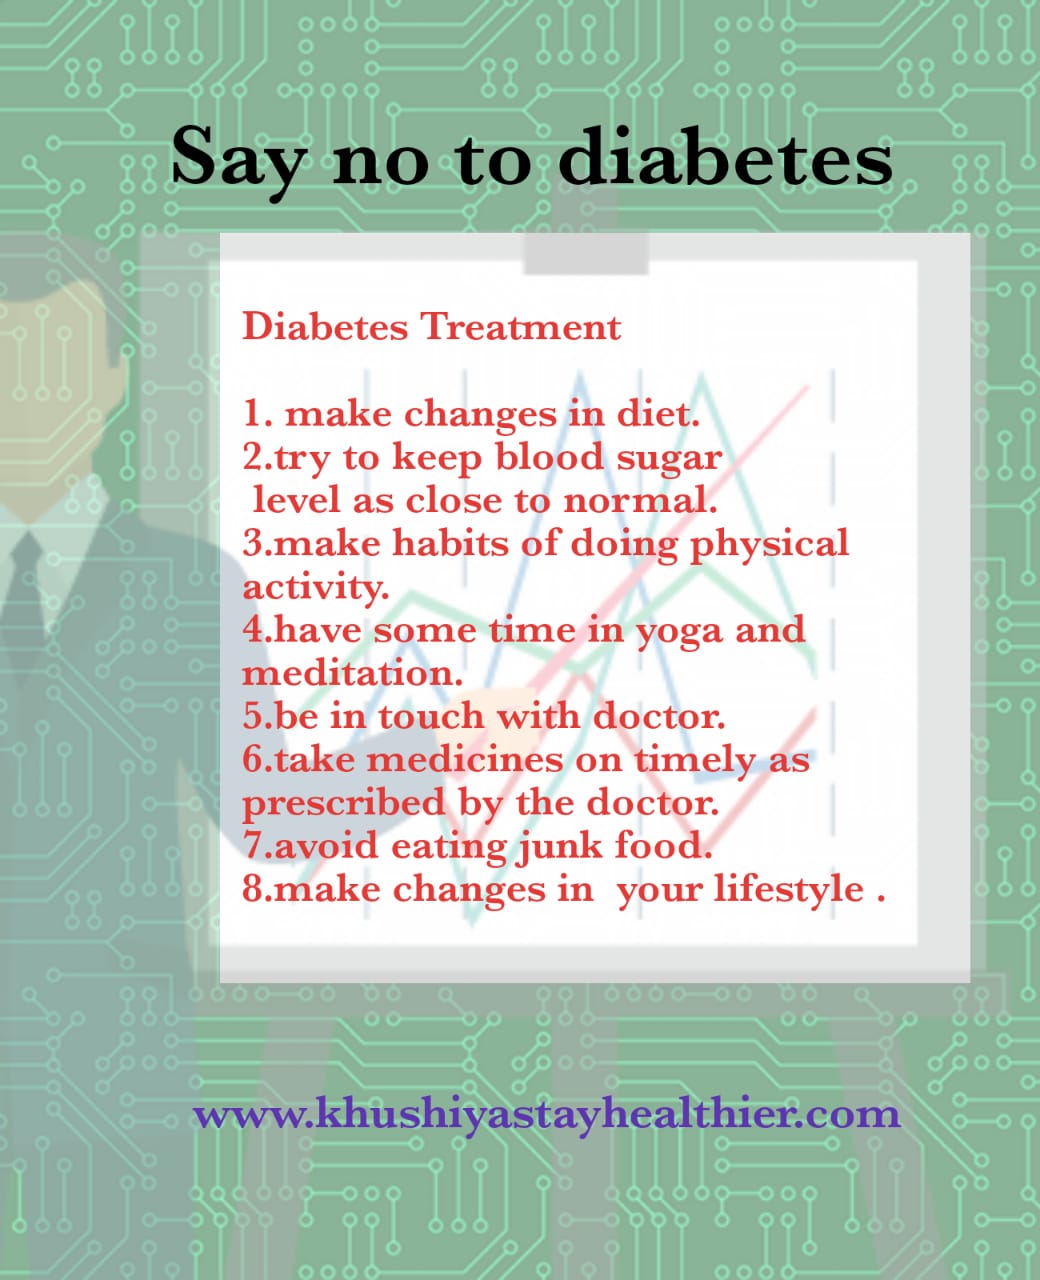 Say no to diabetes
Diabetes Treatment
1. make changes in diet.
2.try to keep blood sugar
level as close to normal.
3.make habits of doing physical
activity.
4.have some time in yoga and
meditation.
5.be in touch with doctor.
6.take medicines on timely as
prescribed by the doctor.
7.avoid eating junk food.
8.make changes in  your lifestyle .
www.khushiyastayhealthier.com